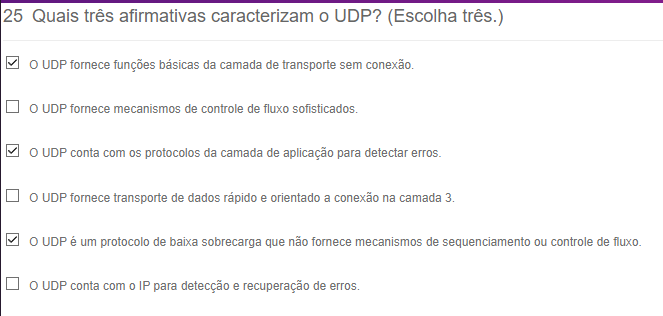 25 Quais três afirmativas caracterizam o UDP? (Escolha três.)
O UDP fornece funções básicas da camada de transporte sem conexão.
O UDP fornece mecanismos de controle de fluxo sofisticados.
O UDP conta com os protocolos da camada de aplicação para detectar erros.
O UDP fornece transporte de dados rápido e orientado a conexão na camada 3.
O UDP é um protocolo de baixa sobrecarga que não fornece mecanismos de sequenciamento ou controle de fluxo.
O UDP conta com o IP para detecção e recuperação de erros.